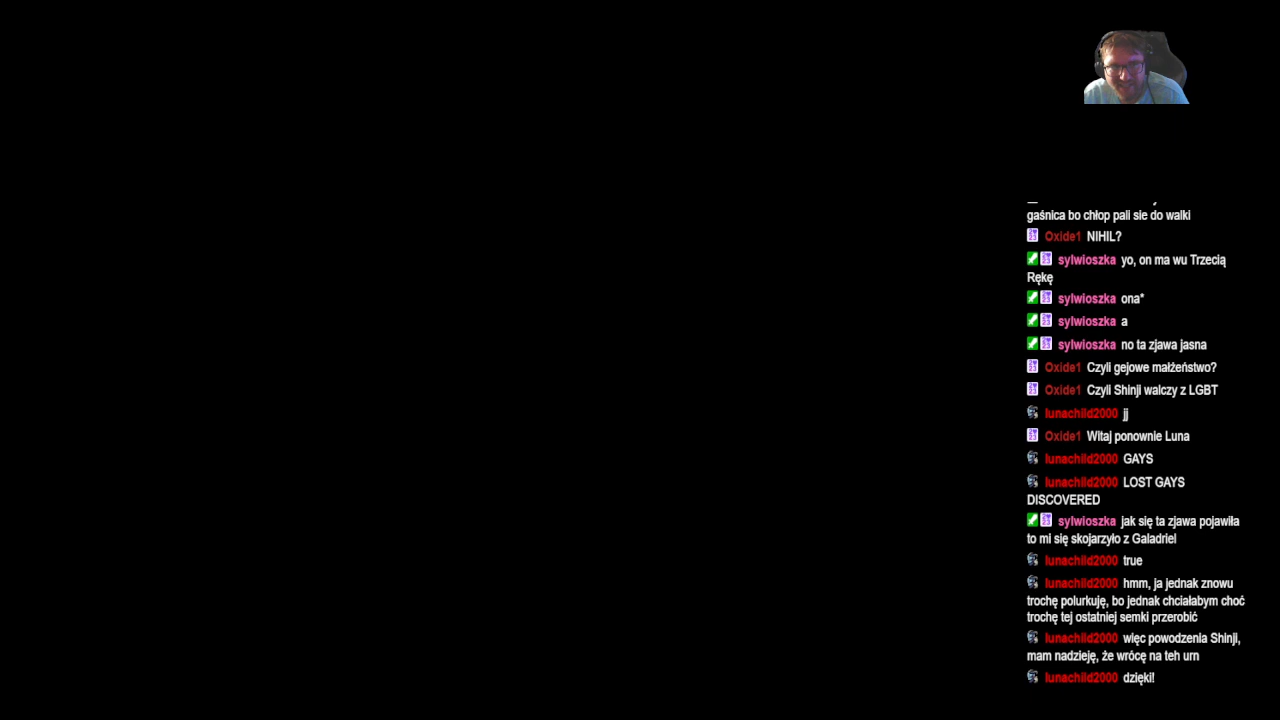 gaśnica bo chłop pali sie do walki
Oxide1 NIHIL?
sylwioszka yo, on ma wu Trzecią
Rękę
sylwioszka ona*
sylwioszka a
sylwioszka no ta zjawa jasna
Oxide1 Czyli gejowe małżeństwo?
Oxide1 Czyli Shinji walczy z LGBT
lunachild2000 jj
Oxide1 Witaj ponownie Luna
lunachild2000 GAYS
lunachild2000 LOST GAYS
DISCOVERED
sylwioszka jak się ta zjawa pojawiła
to mi się skojarzyło z Galadriel
lunachild2000 true
lunachild2000 hmm, ja jednak znowu
trochę polurkuję, bo jednak chciałabym choć
trochę tej ostatniej semki przerobić
lunachild2000 więc powodzenia Shinji,
mam nadzieję, że wrócę na teh urn
lunachild2000 dzięki!